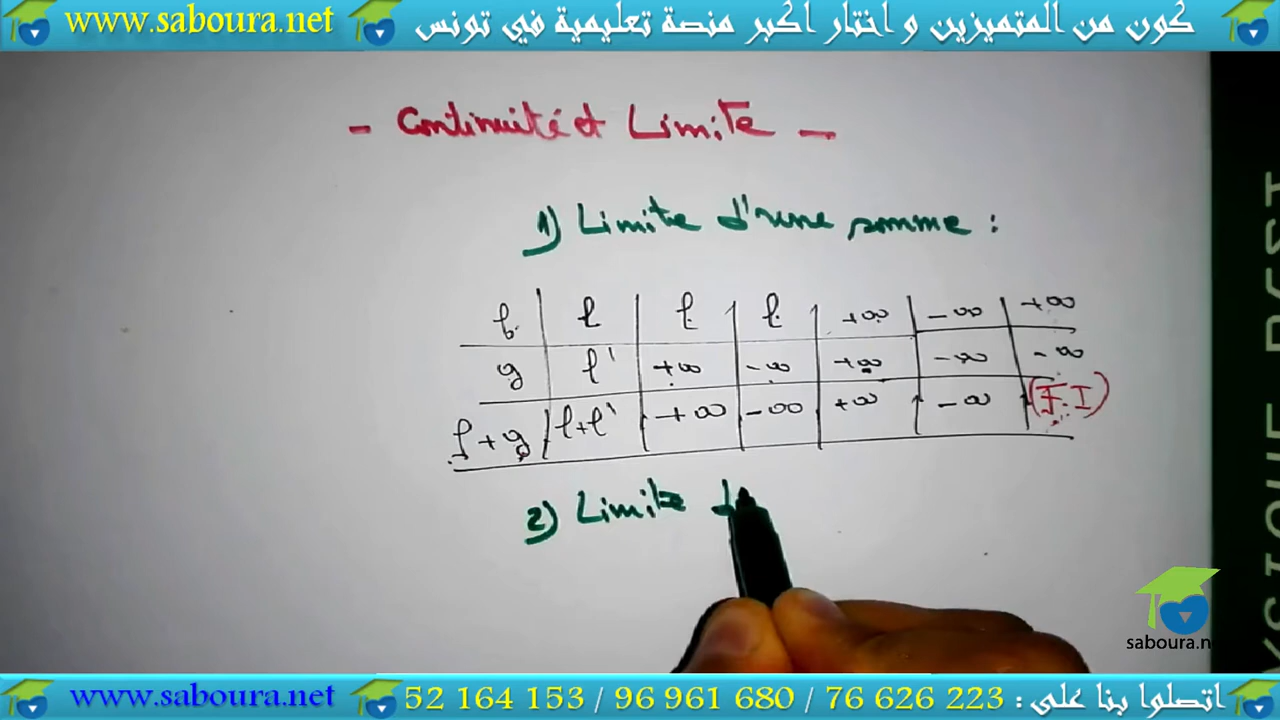 www.saboura.net كون من المتميزين و اختار اكبر منصة تعليمية في تونس
- Continuité et Limite -
1) Limite d'une somme :
f | l | l | l | +∞ | -∞ | +∞
g | l' | +∞ | -∞ | +∞ | -∞ | -∞
f+g | l+l' | +∞ | -∞ | +∞ | -∞ | (F.I)
2) Limite d'
saboura.n
www.saboura.net 52 164 153 / 96 961 680 / 76 626 223 : اتصلوا بنا على